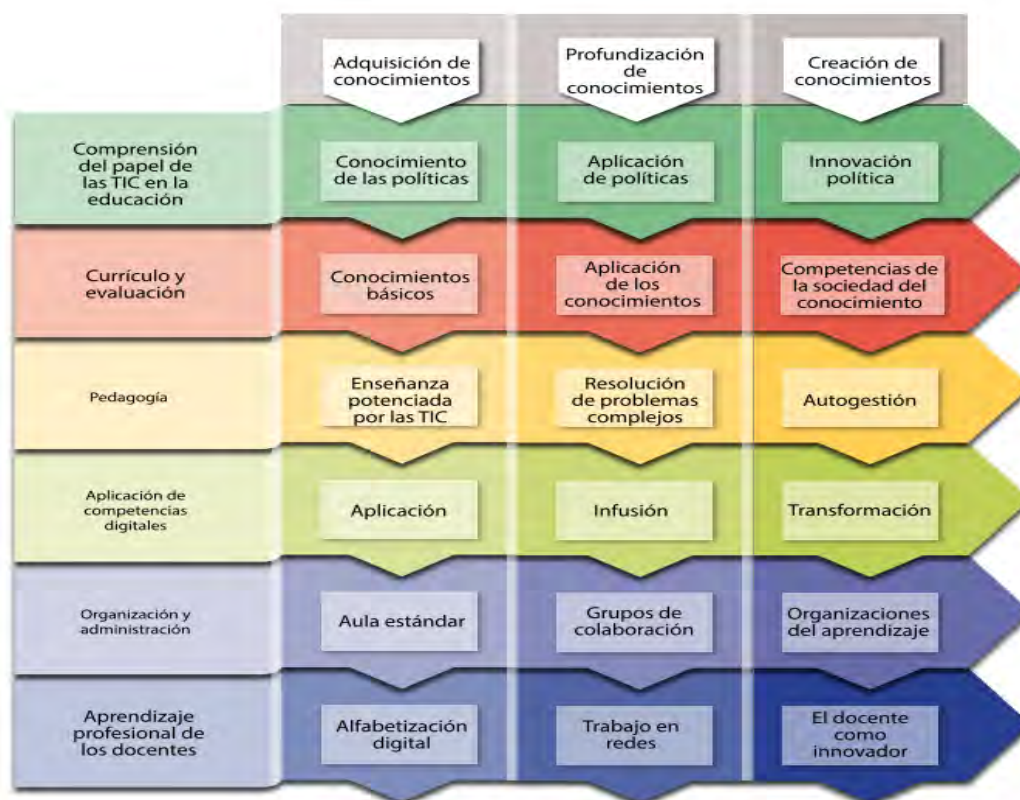 Adquisición de
conocimientos
Profundización
de
conocimientos
Creación de
conocimientos
Comprensión
del papel de
las TIC en la
educación
Conocimiento
de las políticas
Aplicación
de políticas
Innovación
política
Currículo y
evaluación
Conocimientos
básicos
Aplicación
de los
conocimientos
Competencias de
la sociedad del
conocimiento
Pedagogía
Enseñanza
potenciada
por las TIC
Resolución
de problemas
complejos
Autogestión
Aplicación de
competencias
digitales
Aplicación
Infusión
Transformación
Organización y
administración
Aula estándar
Grupos de
colaboración
Organizaciones
del aprendizaje
Aprendizaje
profesional de
los docentes
Alfabetización
digital
Trabajo en
redes
El docente
como
innovador